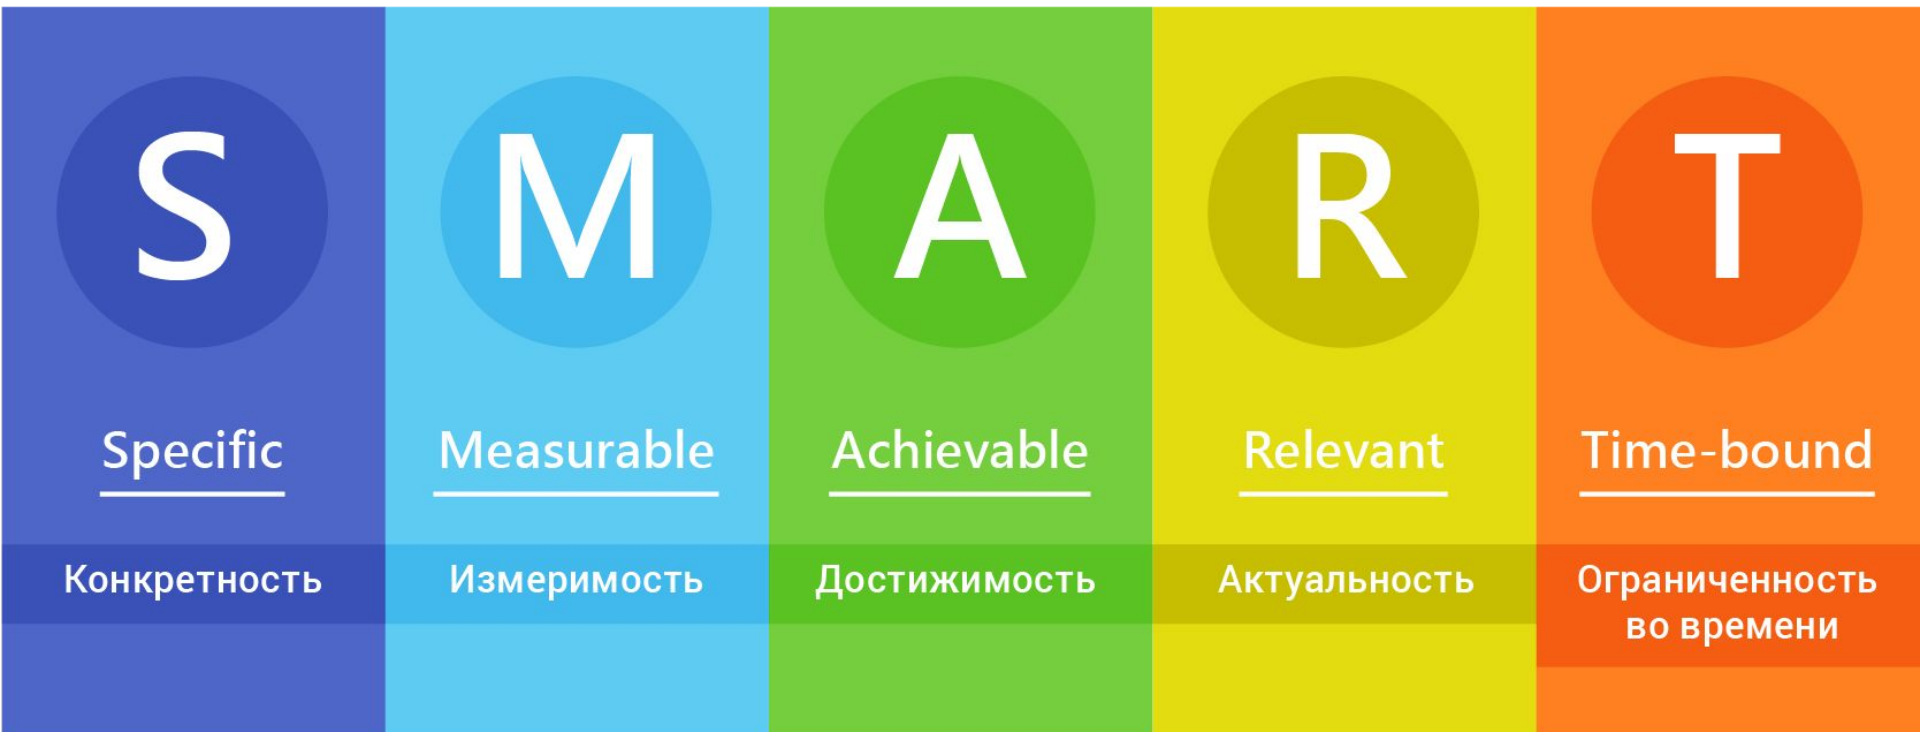 S
M
A
R
T
Specific
Measurable
Achievable
Relevant
Time-bound
Конкретность
Измеримость
Достижимость
Актуальность
Ограниченность
во времени